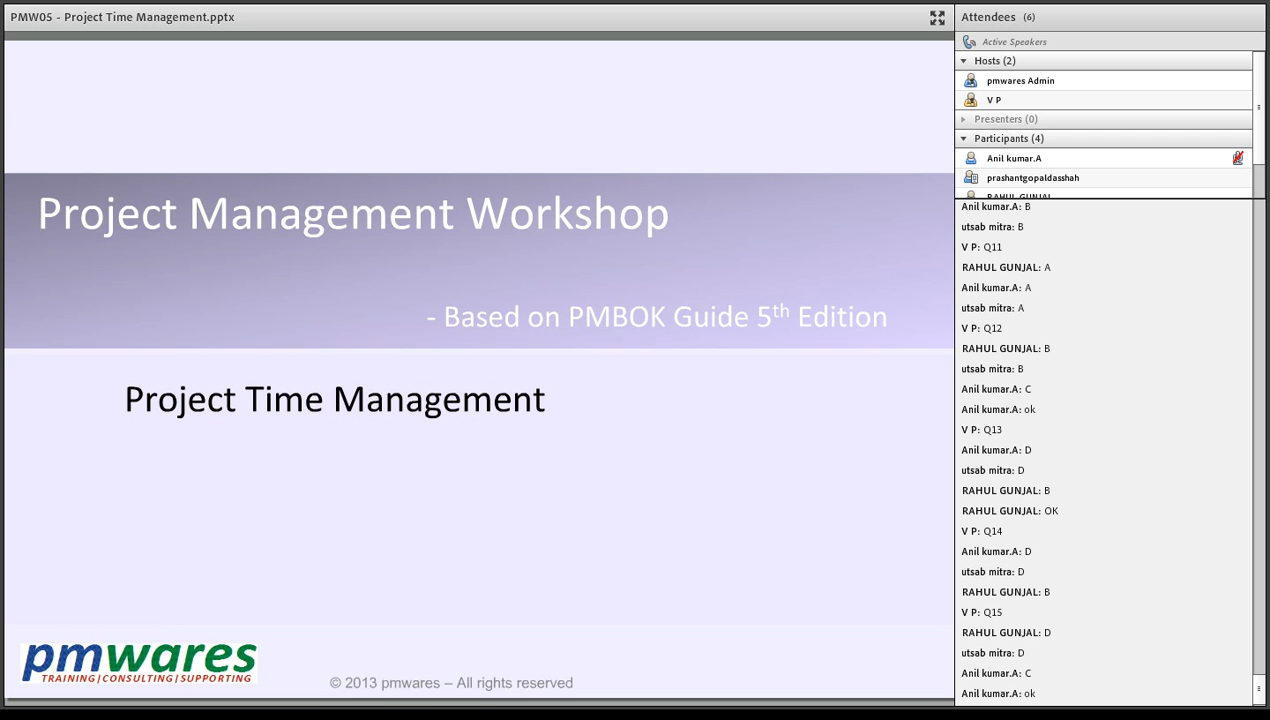 PMW05 - Project Time Management.pptx
Project Management Workshop
- Based on PMBOK Guide 5th Edition
Project Time Management
pmwares
TRAINING|CONSULTING|SUPPORTING
© 2013 pmwares – All rights reserved
Attendees (6)
Active Speakers
Hosts (2)
pmwares Admin
V P
Presenters (0)
Participants (4)
Anil kumar.A
prashantgopaldasshah
RAHUL GUNJAL
Anil kumar.A: B
utsab mitra: B
V P: Q11
RAHUL GUNJAL: A
Anil kumar.A: A
utsab mitra: A
V P: Q12
RAHUL GUNJAL: B
utsab mitra: B
Anil kumar.A: C
Anil kumar.A: ok
V P: Q13
Anil kumar.A: D
utsab mitra: D
RAHUL GUNJAL: B
RAHUL GUNJAL: OK
V P: Q14
Anil kumar.A: D
utsab mitra: D
RAHUL GUNJAL: B
V P: Q15
RAHUL GUNJAL: D
utsab mitra: D
Anil kumar.A: C
Anil kumar.A: ok